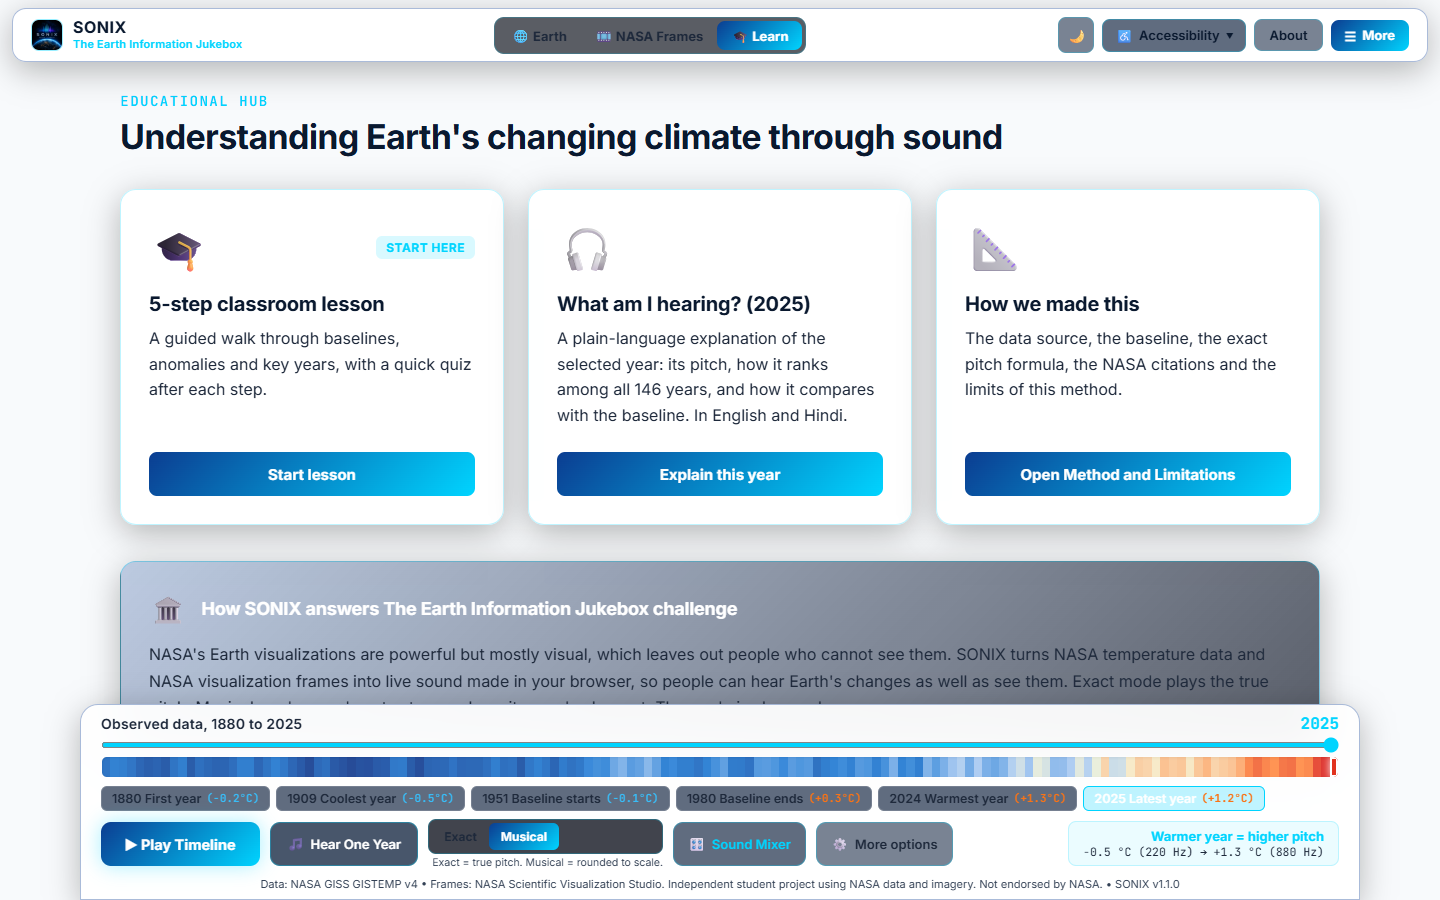 SONIX
The Earth Information Jukebox
Earth
NASA Frames
Learn
Accessibility ▼
About
☰ More
EDUCATIONAL HUB
Understanding Earth's changing climate through sound
START HERE
5-step classroom lesson
A guided walk through baselines,
anomalies and key years, with a quick quiz
after each step.
Start lesson
What am I hearing? (2025)
A plain-language explanation of the
selected year: its pitch, how it ranks
among all 146 years, and how it compares
with the baseline. In English and Hindi.
Explain this year
How we made this
The data source, the baseline, the exact
pitch formula, the NASA citations and the
limits of this method.
Open Method and Limitations
How SONIX answers The Earth Information Jukebox challenge
NASA's Earth visualizations are powerful but mostly visual, which leaves out people who cannot see them. SONIX turns NASA temperature data and
NASA visualization frames into live sound made in your browser, so people can hear Earth's changes as well as see them. Exact mode plays the true
Observed data, 1880 to 2025
2025
1880 First year (-0.2°C)
1909 Coolest year (-0.5°C)
1951 Baseline starts (-0.1°C)
1980 Baseline ends (+0.3°C)
2024 Warmest year (+1.3°C)
2025 Latest year (+1.2°C)
▶ Play Timeline
Hear One Year
Exact
Musical
Exact = true pitch. Musical = rounded to scale.
Sound Mixer
More options
Warmer year = higher pitch
-0.5 °C (220 Hz) → +1.3 °C (880 Hz)
Data: NASA GISS GISTEMP v4 • Frames: NASA Scientific Visualization Studio. Independent student project using NASA data and imagery. Not endorsed by NASA. • SONIX v1.1.0